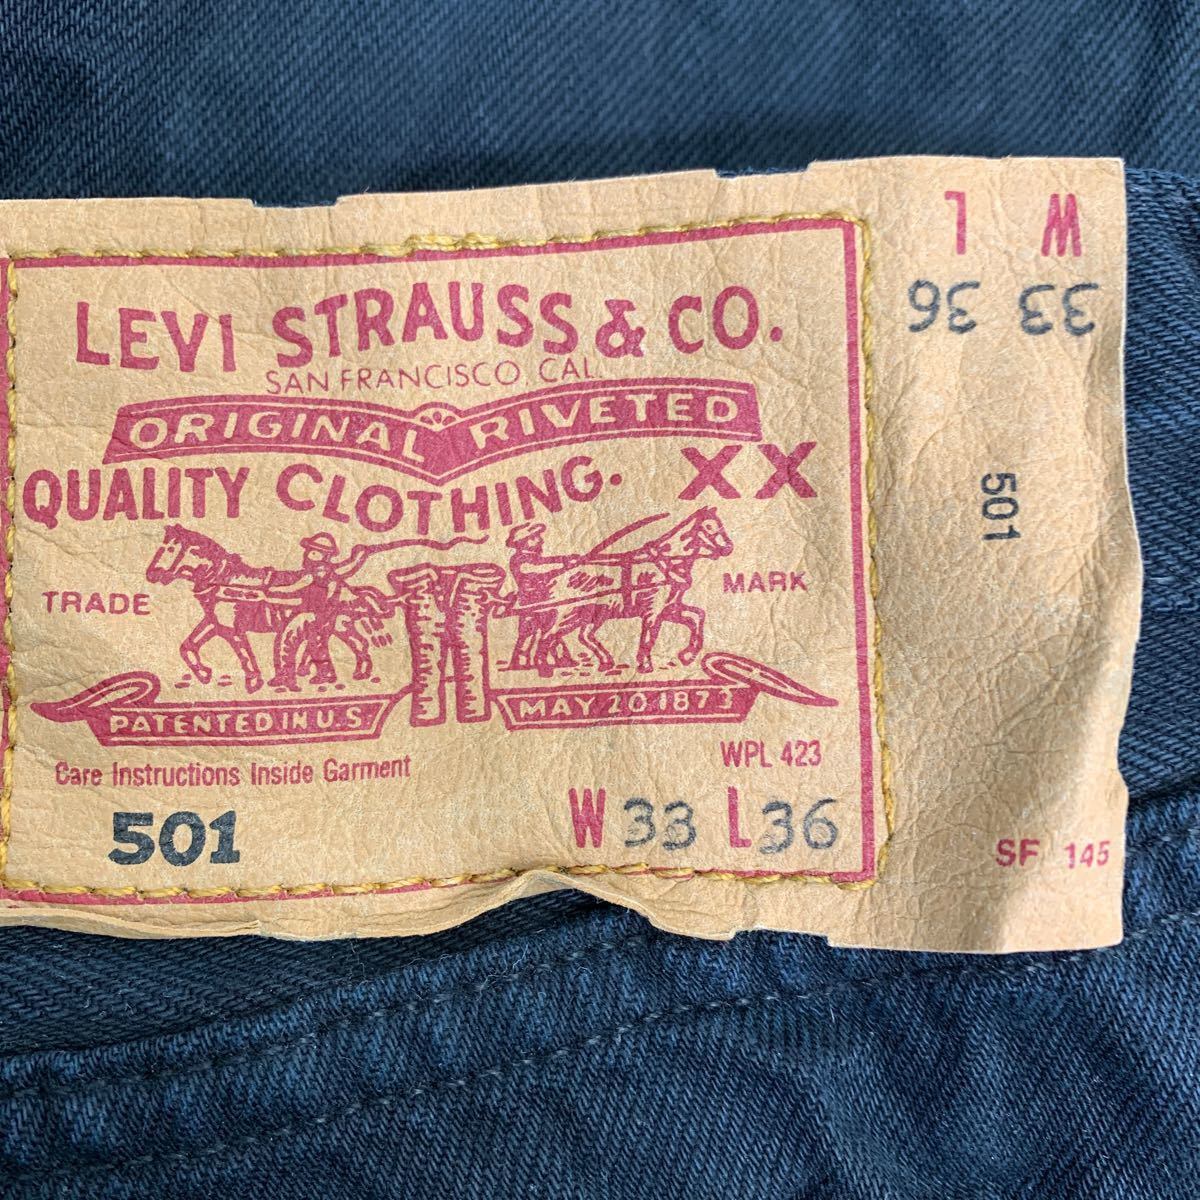 LEVI STRAUSS & CO.
SAN FRANCISCO, CAL.
ORIGINAL RIVETED
QUALITY CLOTHING. XX
TRADE MARK
PATENTED IN U.S. MAY 20 1873
Care Instructions Inside Garment WPL 423
501 W 33 L 36
W L
33 36
501
SF 145